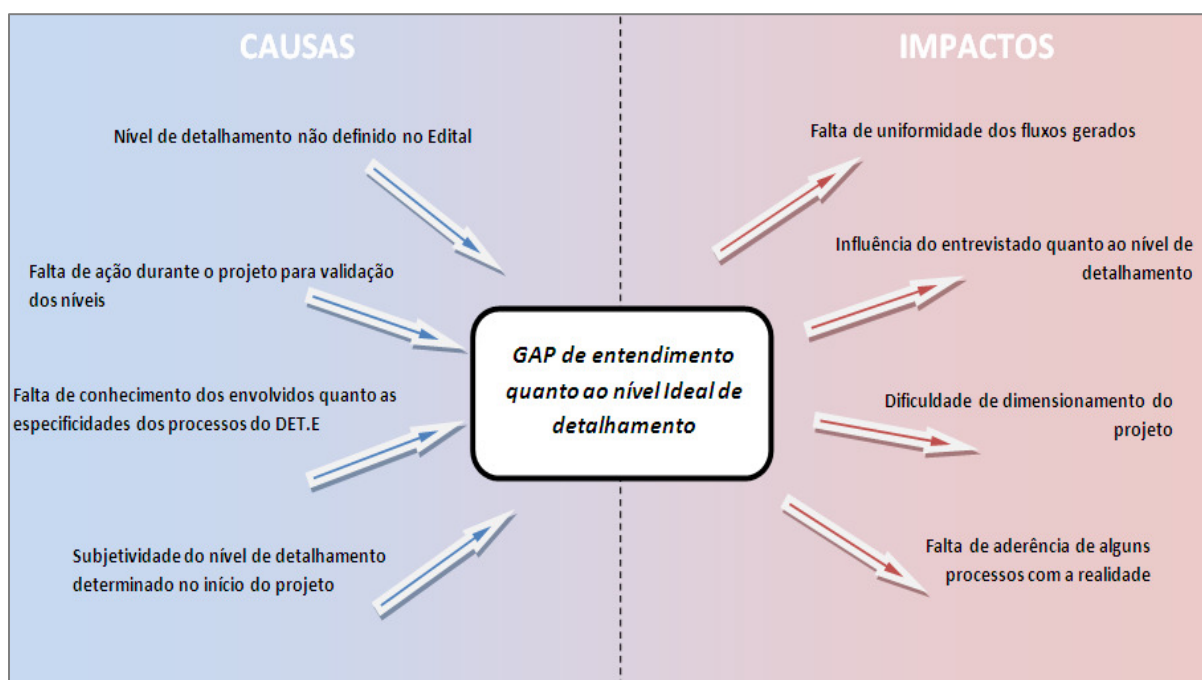 CAUSAS
Nível de detalhamento não definido no Edital
Falta de ação durante o projeto para validação
dos níveis
Falta de conhecimento dos envolvidos quanto as
especificidades dos processos do DET.E
Subjetividade do nível de detalhamento
determinado no início do projeto
GAP de entendimento
quanto ao nível Ideal de
detalhamento
IMPACTOS
Falta de uniformidade dos fluxos gerados
Influência do entrevistado quanto ao nível de
detalhamento
Dificuldade de dimensionamento do
projeto
Falta de aderência de alguns
processos com a realidade